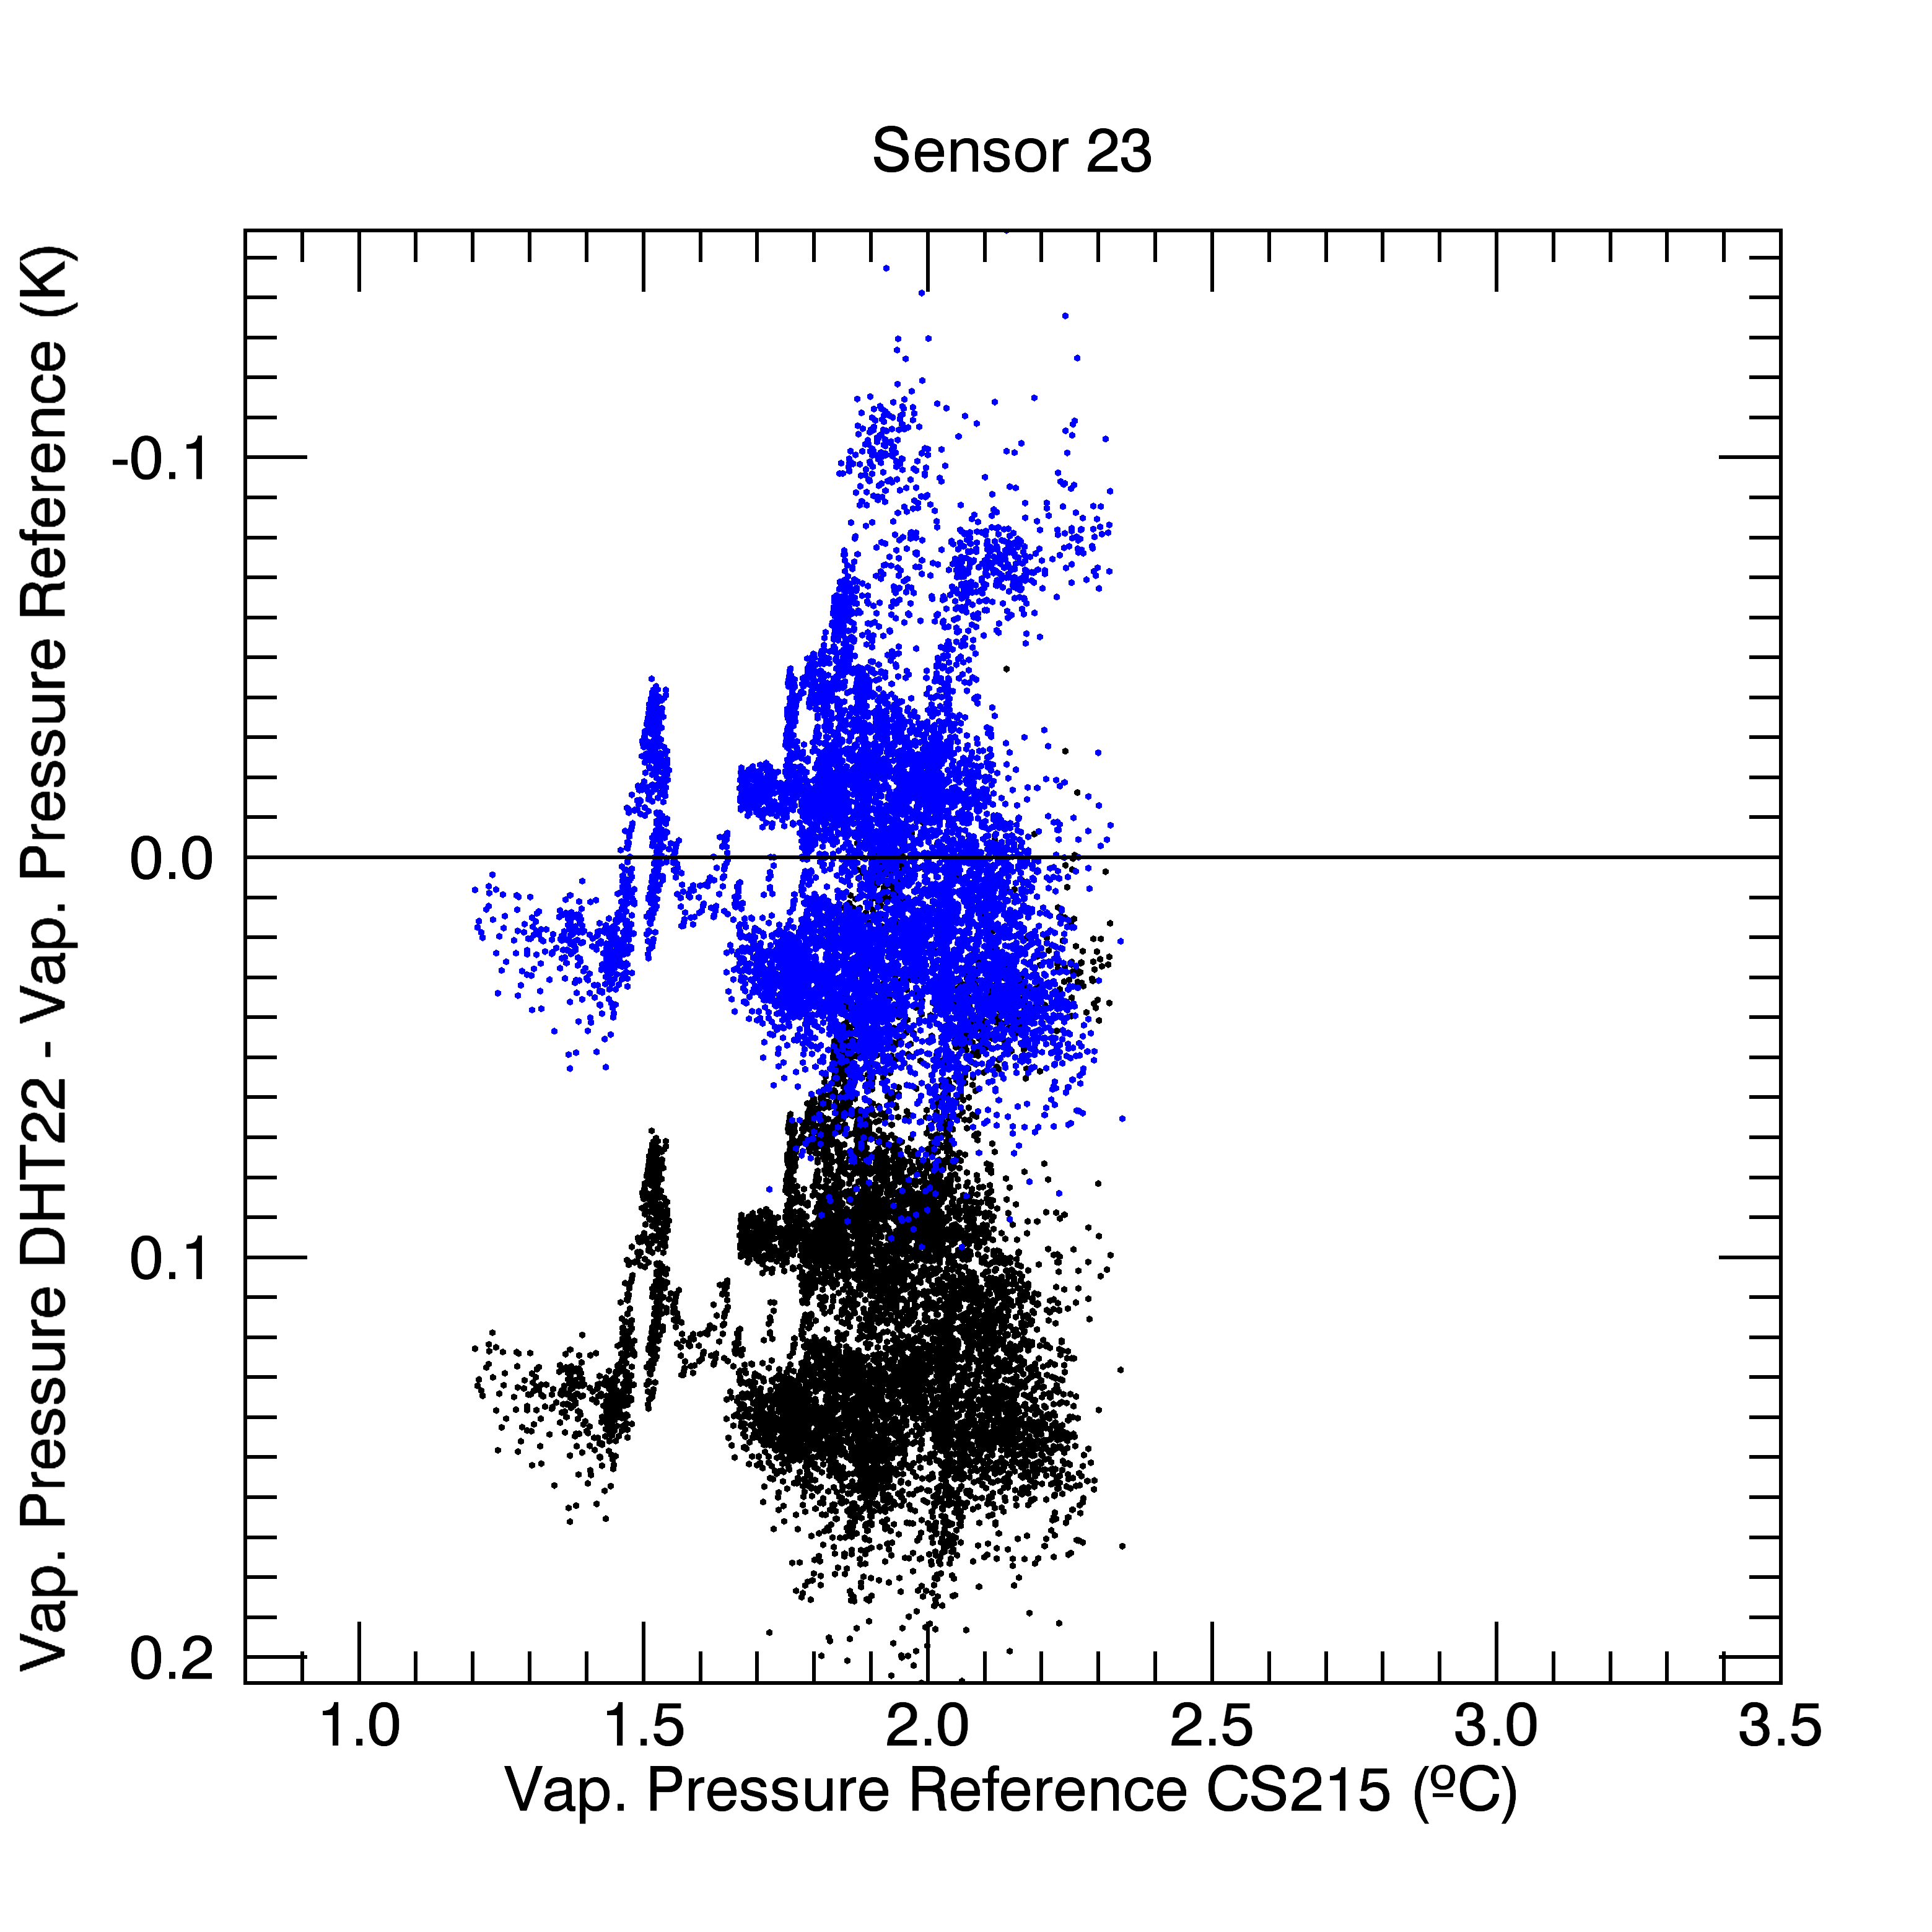 Sensor 23
Vap. Pressure DHT22 - Vap. Pressure Reference (K)
-0.1
0.0
0.1
0.2
1.0 1.5 2.0 2.5 3.0 3.5
Vap. Pressure Reference CS215 (ºC)